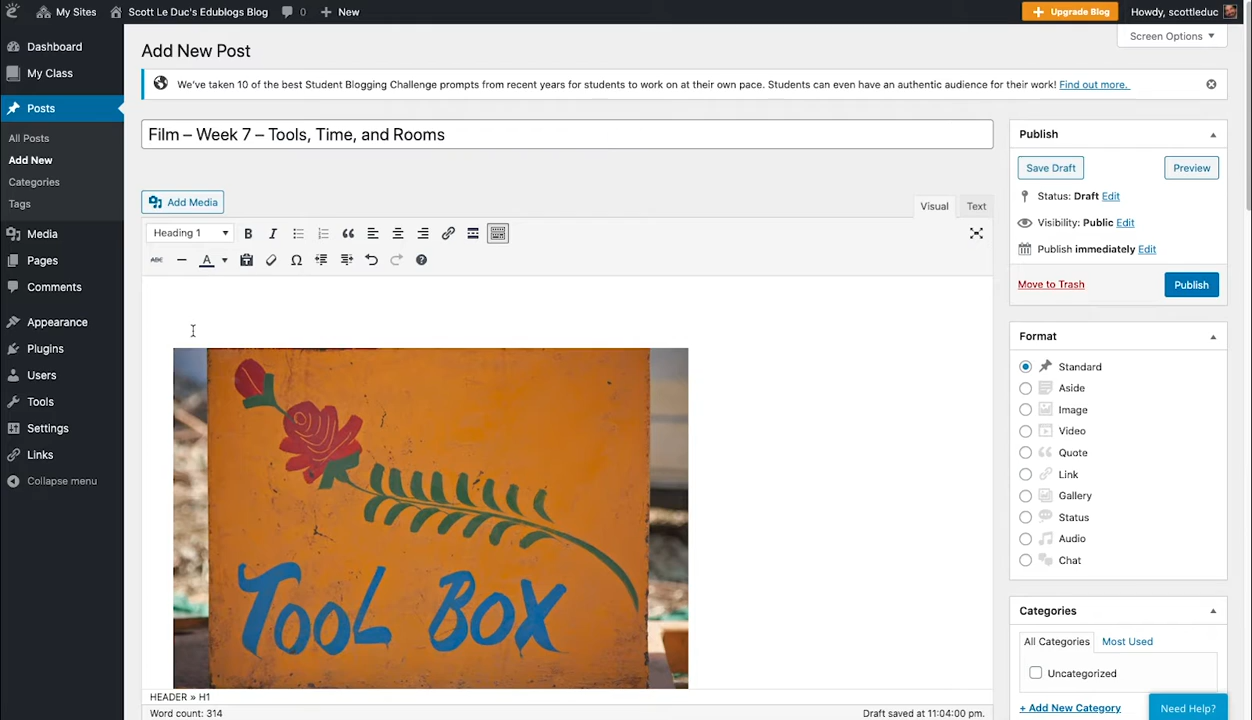 My Sites
Scott Le Duc's Edublogs Blog
0
New
Upgrade Blog
Howdy, scottleduc
Dashboard
My Class
Posts
All Posts
Add New
Categories
Tags
Media
Pages
Comments
Appearance
Plugins
Users
Tools
Settings
Links
Collapse menu
Add New Post
Screen Options
We've taken 10 of the best Student Blogging Challenge prompts from recent years for students to work on at their own pace. Students can even have an authentic audience for their work! Find out more.
Film – Week 7 – Tools, Time, and Rooms
Add Media
Visual
Text
Heading 1
B
I
ABC
A
TOOL BOX
HEADER » H1
Word count: 314
Draft saved at 11:04:00 pm.
Publish
Save Draft
Preview
Status: Draft Edit
Visibility: Public Edit
Publish immediately Edit
Move to Trash
Publish
Format
Standard
Aside
Image
Video
Quote
Link
Gallery
Status
Audio
Chat
Categories
All Categories
Most Used
Uncategorized
+ Add New Category
Need Help?